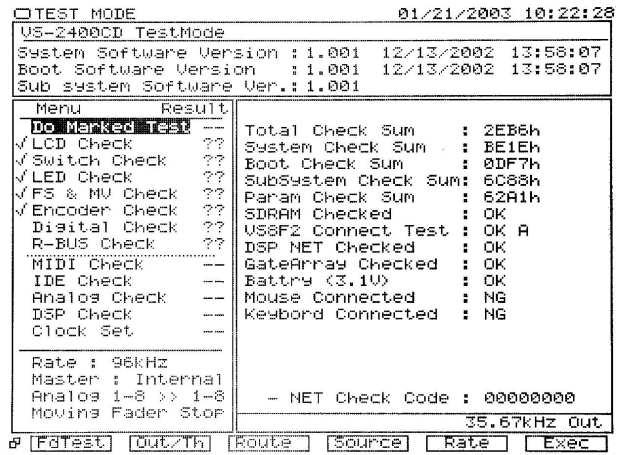 TEST MODE 01/21/2003 10:22:28
VS-2400CD TestMode
System Software Version :1.001 12/13/2002 13:58:07
Boot Software Version :1.001 12/13/2002 13:58:07
Sub system Software Ver.:1.001
Menu Result
Do Marked Test --
√LCD Check ??
√Switch Check ??
√LED Check ??
√FS & MV Check ??
√Encoder Check ??
Digital Check ??
R-BUS Check ??
MIDI Check --
IDE Check --
Analog Check --
DSP Check --
Clock Set --
Rate : 96kHz
Master : Internal
Analog 1-8 >> 1-8
Moving Fader Stop
Total Check Sum : 2EB6h
System Check Sum : BE1Eh
Boot Check Sum : 0DF7h
SubSystem Check Sum: 6C88h
Param Check Sum : 62A1h
SDRAM Checked : OK
VS8F2 Connect Test : OK A
DSP NET Checked : OK
GateArray Checked : OK
Battry (3.1V) : OK
Mouse Connected : NG
Keybord Connected : NG
- NET Check Code : 00000000
35.67kHz Out
FdTest Out/Th Route Source Rate Exec